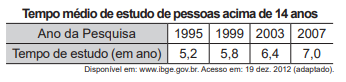 Tempo médio de estudo de pessoas acima de 14 anos
Ano da Pesquisa 1995 1999 2003 2007
Tempo de estudo (em ano) 5,2 5,8 6,4 7,0
Disponível em: www.ibge.gov.br. Acesso em: 19 dez. 2012 (adaptado).